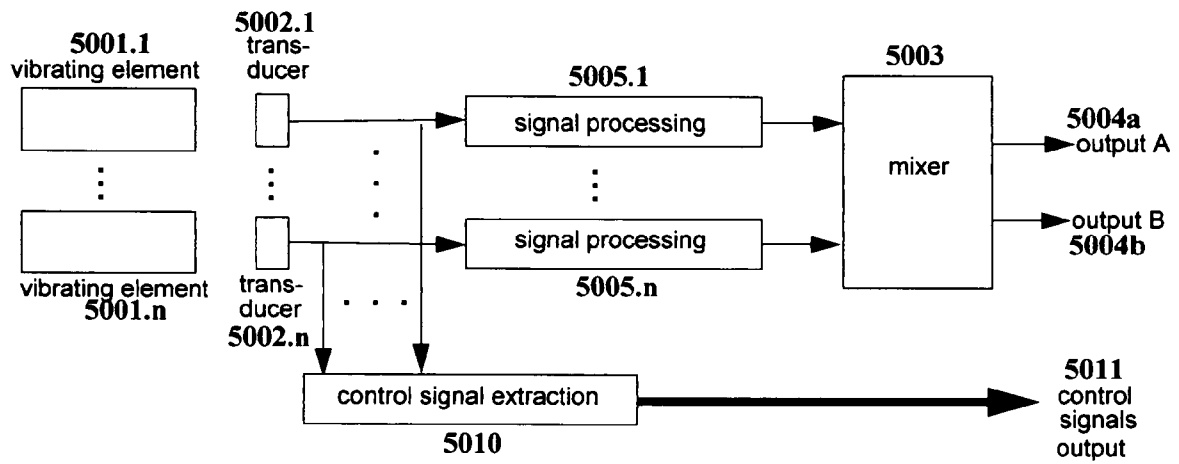 5001.1
vibrating element
5002.1
trans-
ducer
5005.1
signal processing
5003
mixer
5004a
output A
output B
5004b
signal processing
5005.n
vibrating element
5001.n
trans-
ducer
5002.n
control signal extraction
5010
5011
control
signals
output